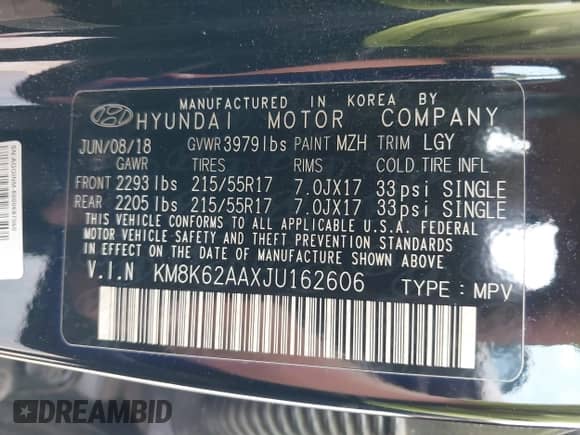 MANUFACTURED IN KOREA BY
HYUNDAI MOTOR COMPANY
JUN/08/18 GVWR 3979 lbs PAINT MZH TRIM LGY
GAWR TIRES RIMS COLD TIRE INFL
FRONT 2293 lbs 215/55R17 7.0JX17 33psi SINGLE
REAR 2205 lbs 215/55R17 7.0JX17 33psi SINGLE
THIS VEHICLE CONFORMS TO ALL APPLICABLE U.S.A. FEDERAL
MOTOR VEHICLE SAFETY AND THEFT PREVENTION STANDARDS
IN EFFECT ON THE DATE OF MANUFACTURE SHOWN ABOVE.
V.I.N KM8K62AAXJU162606 TYPE : MPV
DREAMBID